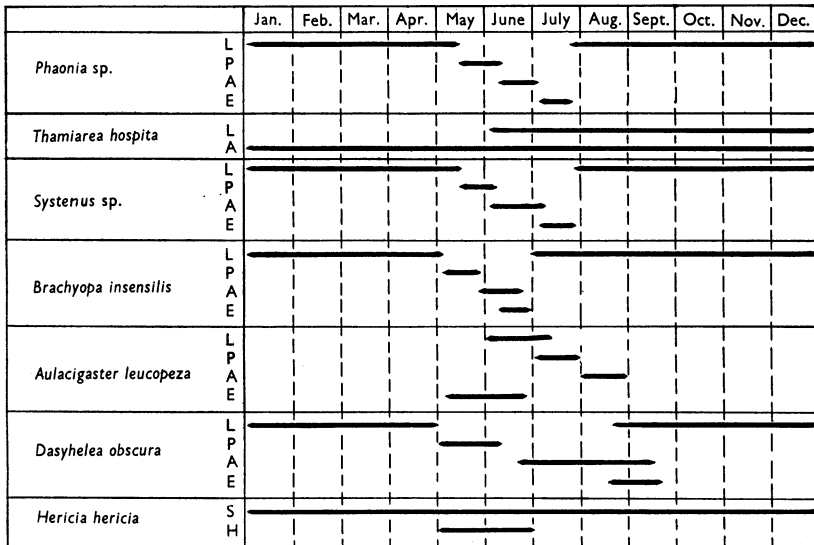 Jan. Feb. Mar. Apr. May June July Aug. Sept. Oct. Nov. Dec.
Phaonia sp.
L
P
A
E
Thamiarea hospita
L
A
Systenus sp.
L
P
A
E
Brachyopa insensilis
L
P
A
E
Aulacigaster leucopeza
L
P
A
E
Dasyhelea obscura
L
P
A
E
Hericia hericia
S
H